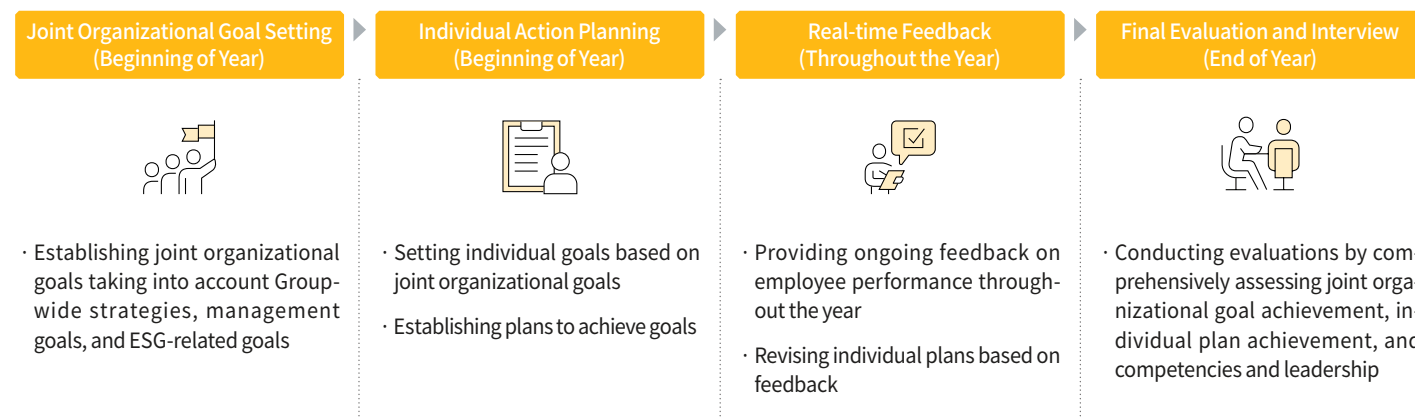 Joint Organizational Goal Setting
(Beginning of Year)
Individual Action Planning
(Beginning of Year)
Real-time Feedback
(Throughout the Year)
Final Evaluation and Interview
(End of Year)
· Establishing joint organizational
goals taking into account Group-
wide strategies, management
goals, and ESG-related goals
· Setting individual goals based on
joint organizational goals
· Establishing plans to achieve goals
· Providing ongoing feedback on
employee performance through-
out the year
· Revising individual plans based on
feedback
· Conducting evaluations by com-
prehensively assessing joint orga-
nizational goal achievement, in-
dividual plan achievement, and
competencies and leadership